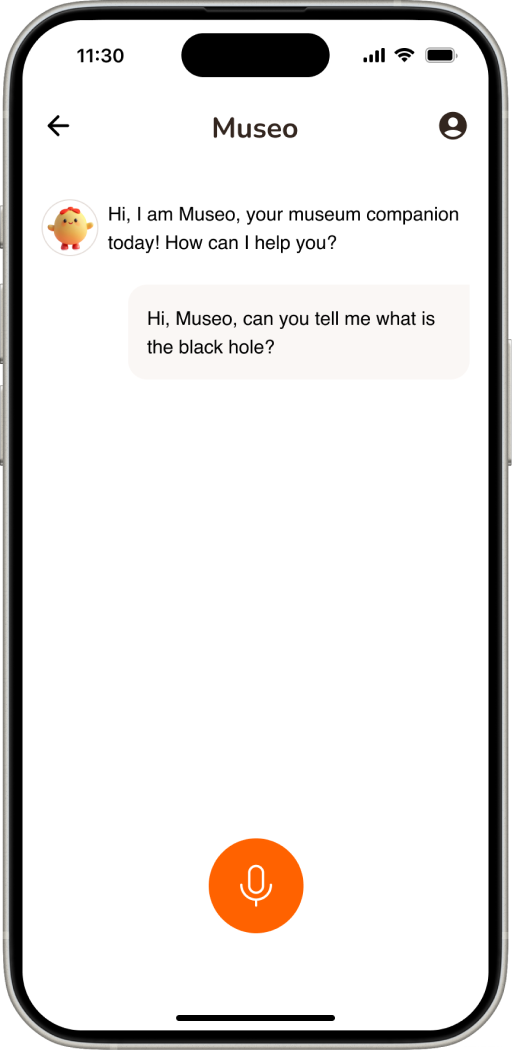 11:30
Museo
Hi, I am Museo, your museum companion
today! How can I help you?
Hi, Museo, can you tell me what is
the black hole?